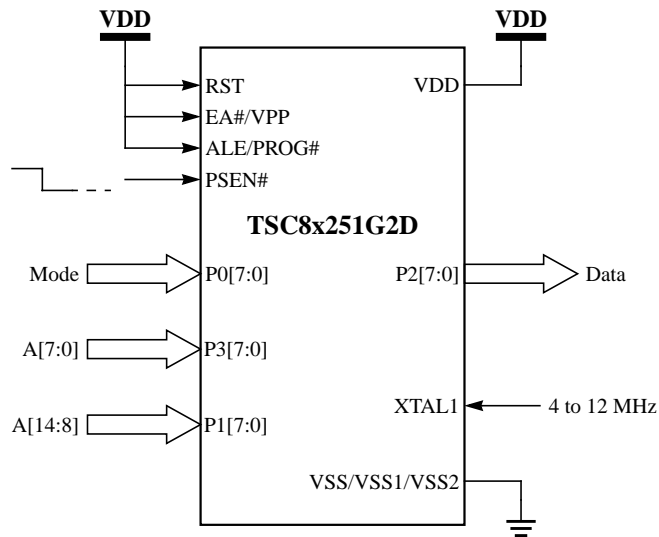 VDD
VDD
RST
VDD
EA#/VPP
ALE/PROG#
PSEN#
TSC8x251G2D
Mode
P0[7:0]
P2[7:0]
Data
A[7:0]
P3[7:0]
XTAL1
4 to 12 MHz
A[14:8]
P1[7:0]
VSS/VSS1/VSS2